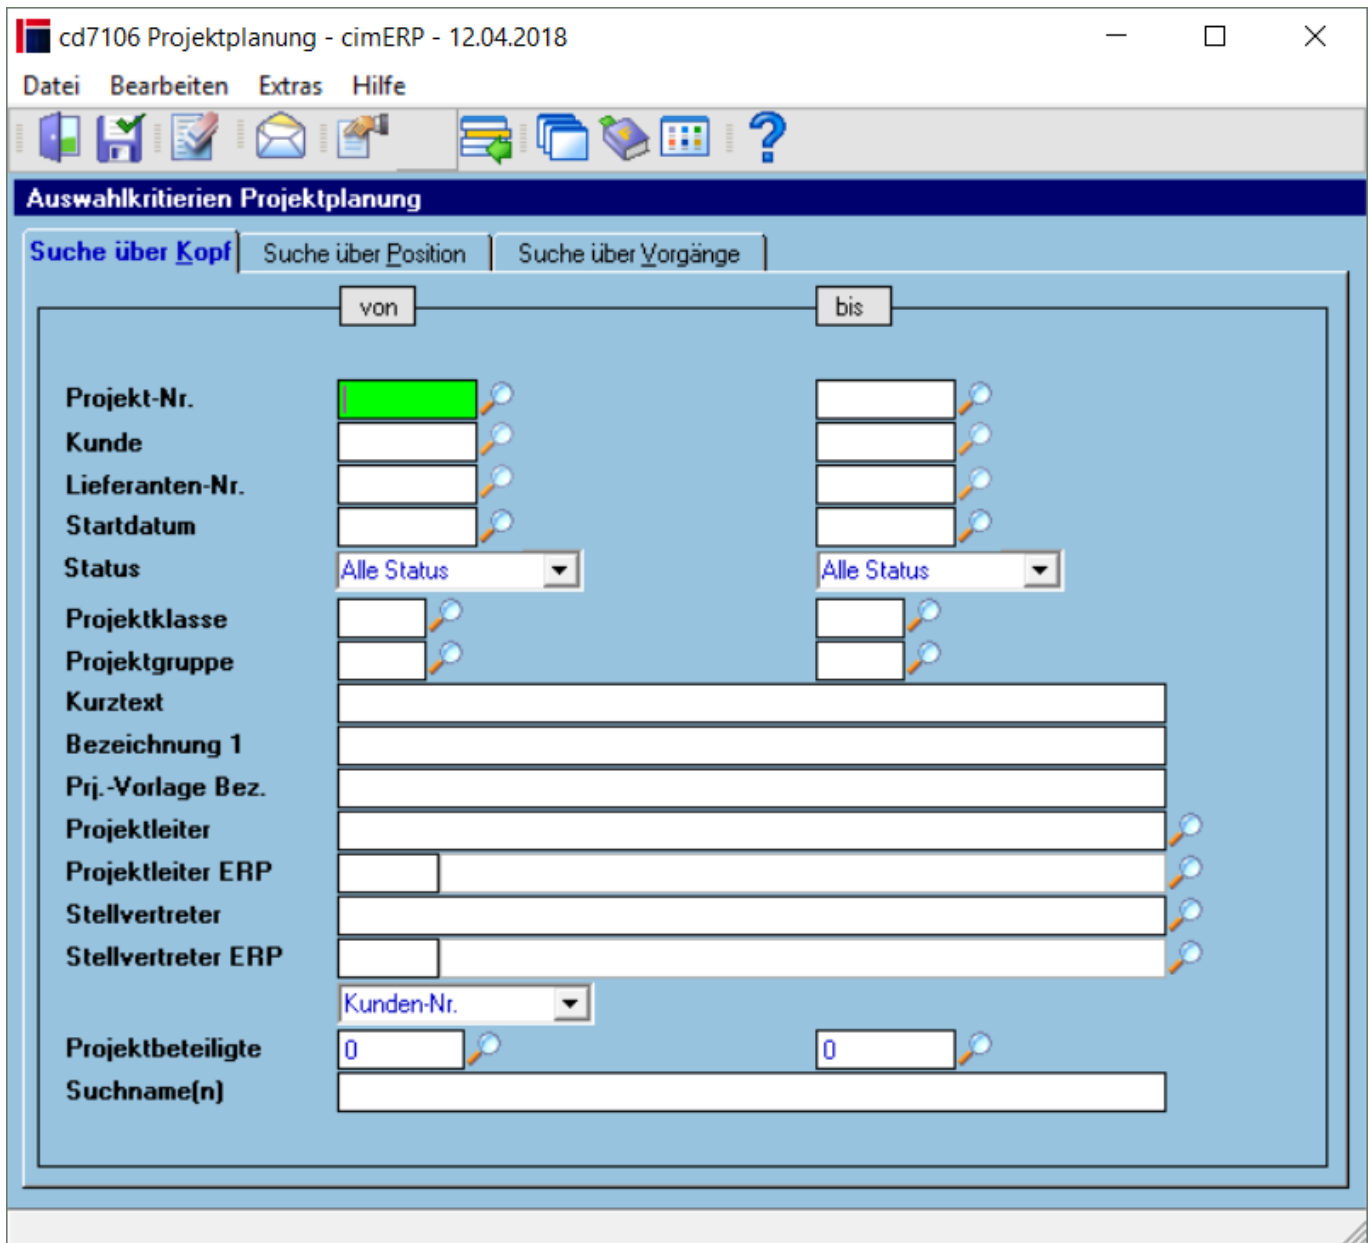 cd7106 Projektplanung - cimERP - 12.04.2018
Datei Bearbeiten Extras Hilfe
Auswahlkritierien Projektplanung
Suche über Kopf Suche über Position Suche über Vorgänge
von bis
Projekt-Nr.
Kunde
Lieferanten-Nr.
Startdatum
Status Alle Status Alle Status
Projektklasse
Projektgruppe
Kurztext
Bezeichnung 1
Prj.-Vorlage Bez.
Projektleiter
Projektleiter ERP
Stellvertreter
Stellvertreter ERP
Kunden-Nr.
Projektbeteiligte 0 0
Suchname(n)